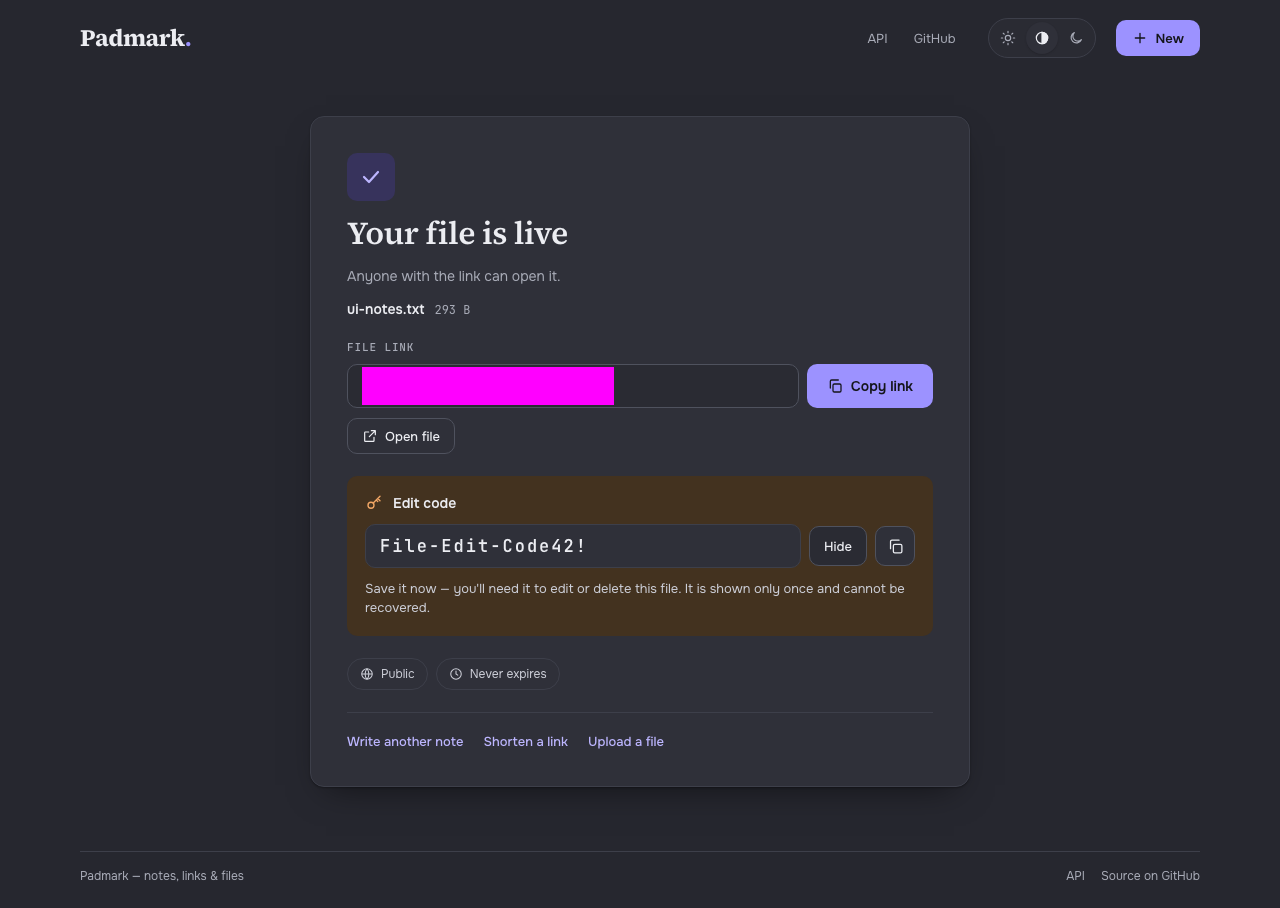 Padmark.
API
GitHub
New
Your file is live
Anyone with the link can open it.
ui-notes.txt 293 B
FILE LINK
Copy link
Open file
Edit code
File-Edit-Code42!
Hide
Save it now — you'll need it to edit or delete this file. It is shown only once and cannot be
recovered.
Public
Never expires
Write another note
Shorten a link
Upload a file
Padmark — notes, links & files
API
Source on GitHub